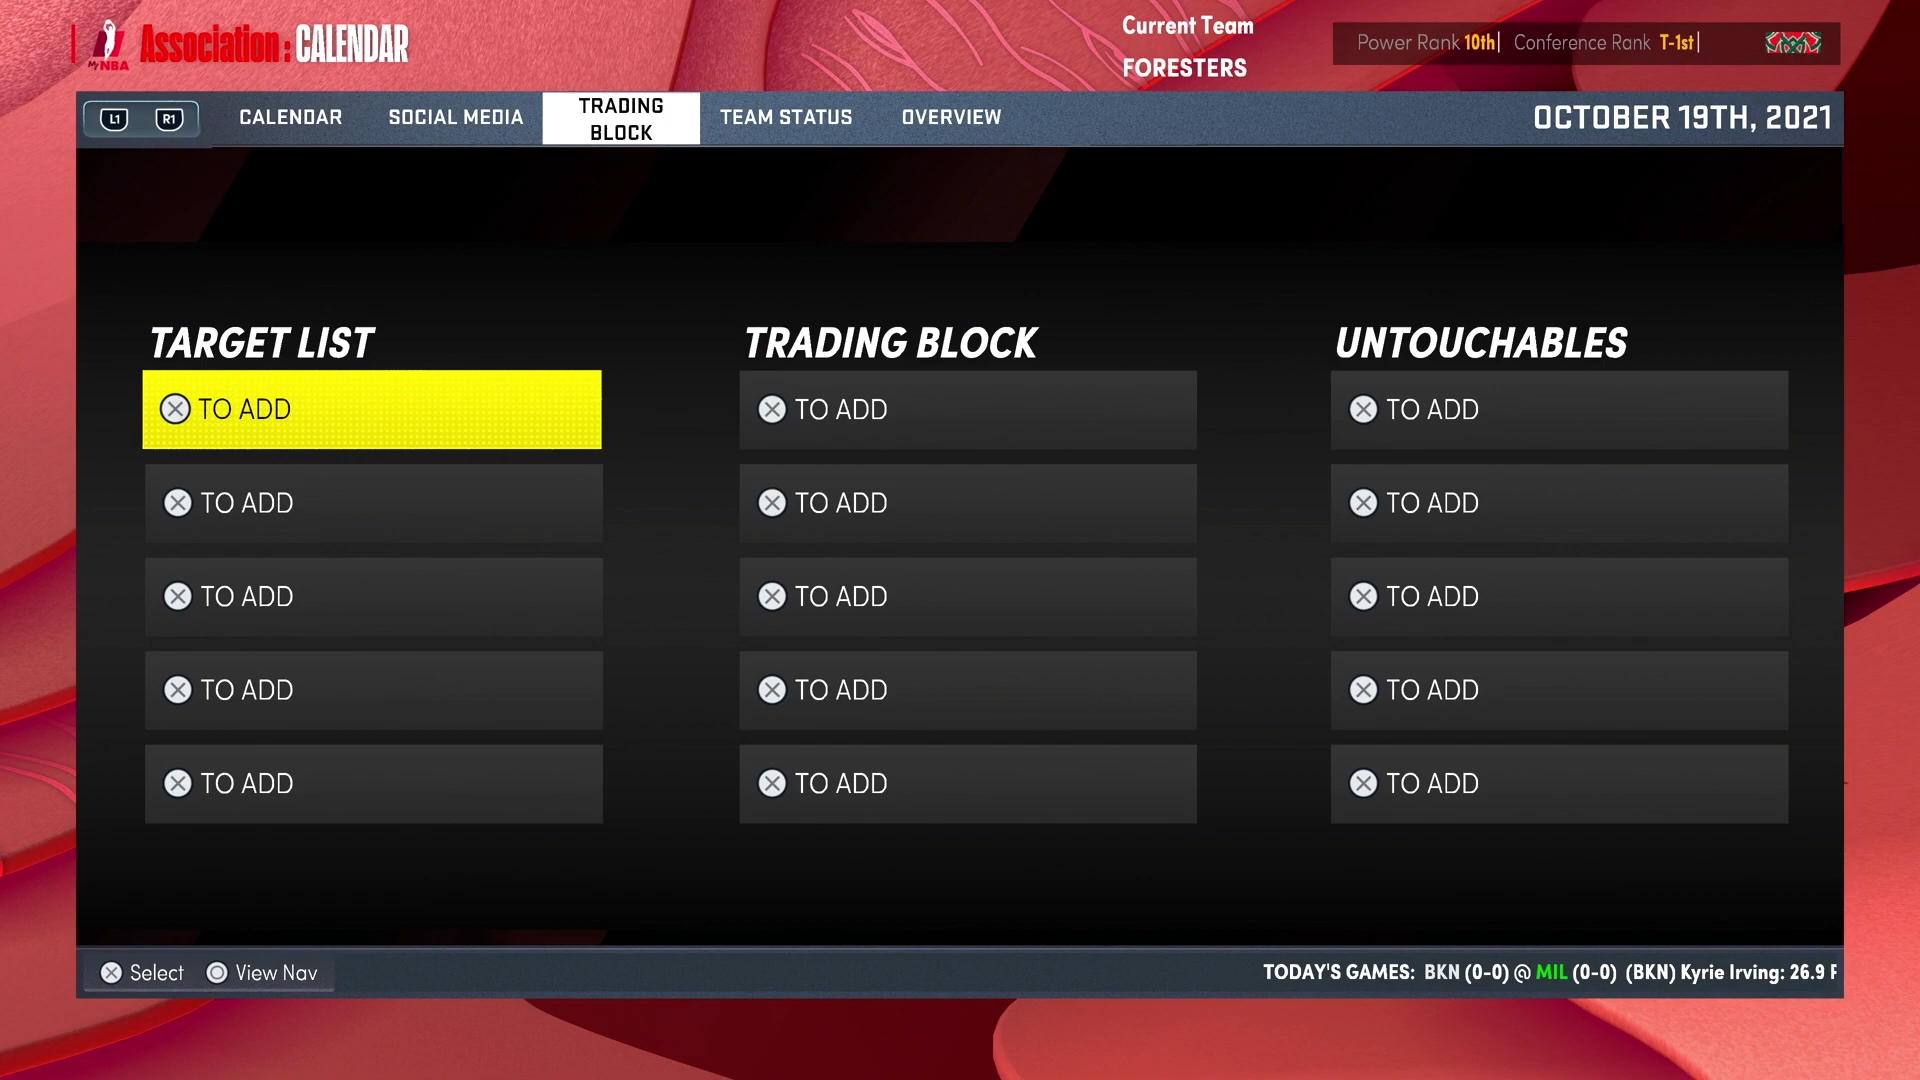 MyNBA
Association: CALENDAR
Current Team
FORESTERS
Power Rank 10th| Conference Rank T-1st|
L1 R1
CALENDAR
SOCIAL MEDIA
TRADING
BLOCK
TEAM STATUS
OVERVIEW
OCTOBER 19TH, 2021
TARGET LIST
TO ADD
TO ADD
TO ADD
TO ADD
TO ADD
TRADING BLOCK
TO ADD
TO ADD
TO ADD
TO ADD
TO ADD
UNTOUCHABLES
TO ADD
TO ADD
TO ADD
TO ADD
TO ADD
Select View Nav
TODAY'S GAMES: BKN (0-0) @ MIL (0-0) (BKN) Kyrie Irving: 26.9 P